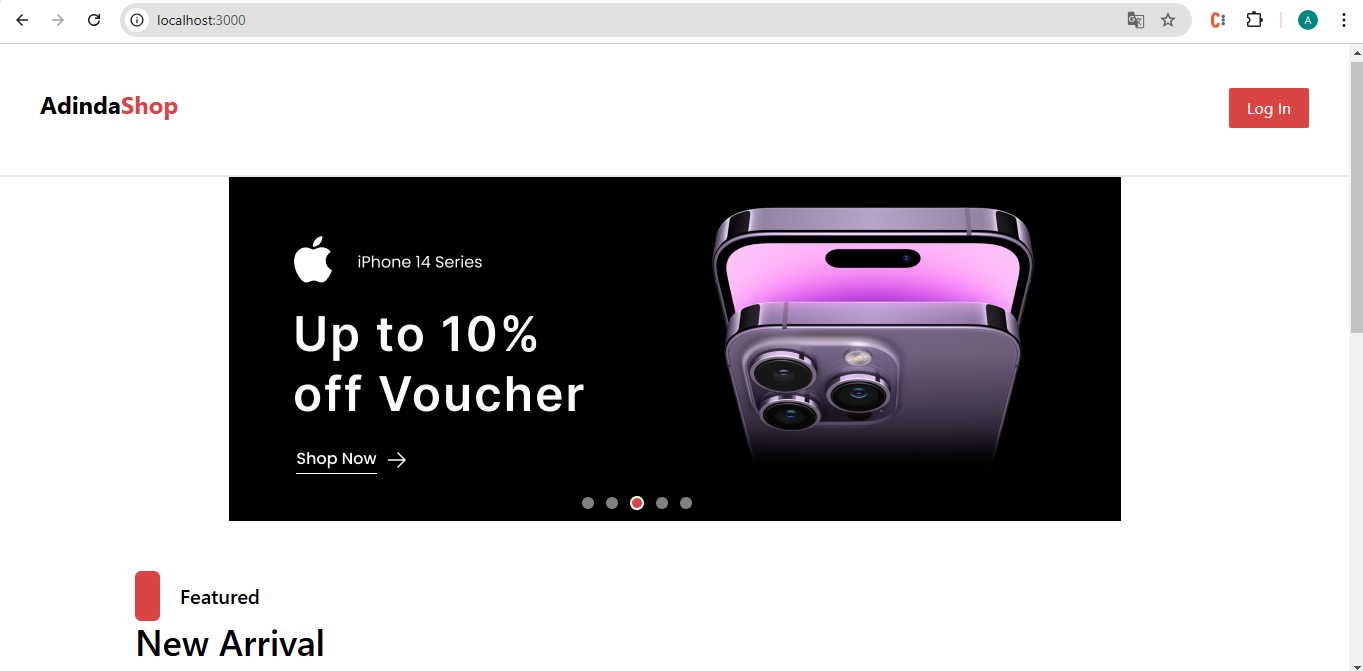 localhost:3000
A
AdindaShop
Log In
iPhone 14 Series
Up to 10%
off Voucher
Shop Now
Featured
New Arrival